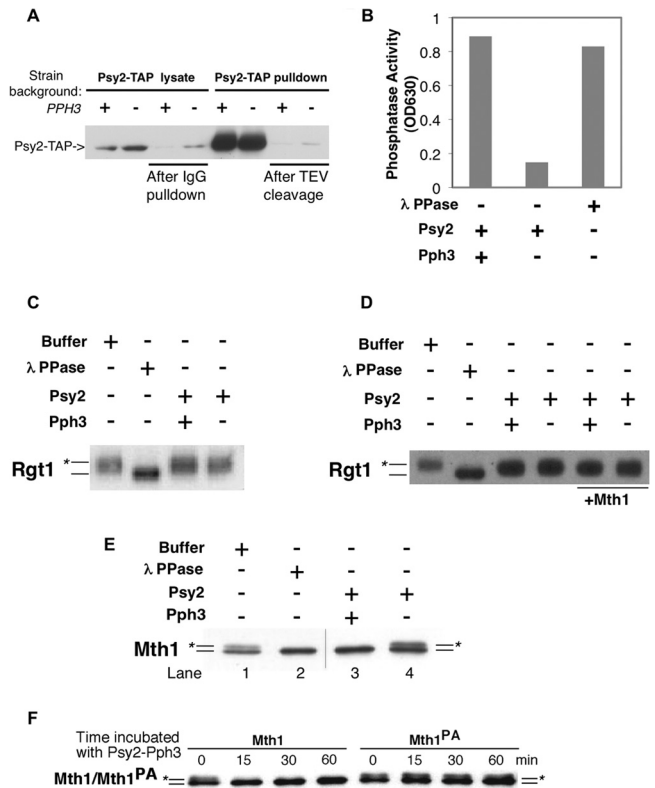 A
Strain background: Psy2-TAP lysate Psy2-TAP pulldown
PPH3 + - + - + - + -
Psy2-TAP->
After IgG pulldown After TEV cleavage
B
Phosphatase Activity (OD630)
1
0.8
0.6
0.4
0.2
0
λ PPase - - +
Psy2 + + -
Pph3 + - -
C
Buffer + - - -
λ PPase - + - -
Psy2 - - + +
Pph3 - - + -
Rgt1 *
D
Buffer + - - - - -
λ PPase - + - - - -
Psy2 - - + + + +
Pph3 - - + - + -
Rgt1 *
+Mth1
E
Buffer + - - -
λ PPase - + - -
Psy2 - - + +
Pph3 - - + -
Mth1 * *
Lane 1 2 3 4
F
Time incubated with Psy2-Pph3 Mth1 Mth1PA
0 15 30 60 0 15 30 60 min
Mth1/Mth1PA * *